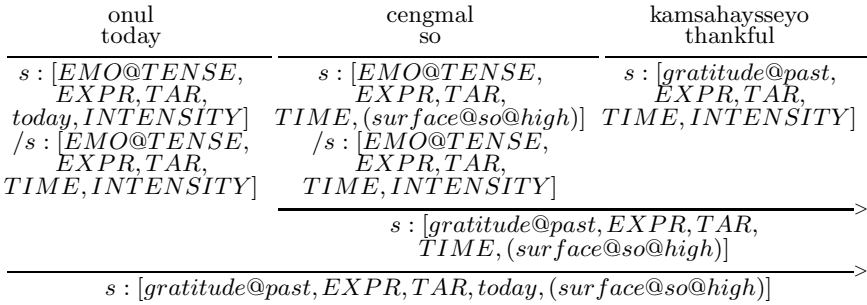 onul cengmal kamsahaysseyo
today so thankful
s : [EMO@TENSE, s : [EMO@TENSE, s : [gratitude@past,
EXPR, TAR, EXPR, TAR, EXPR, TAR,
today, INTENSITY] TIME, (surface@so@high)] TIME, INTENSITY]
/s : [EMO@TENSE, /s : [EMO@TENSE,
EXPR, TAR, EXPR, TAR,
TIME, INTENSITY] TIME, INTENSITY]
>
s : [gratitude@past, EXPR, TAR,
TIME, (surface@so@high)]
>
s : [gratitude@past, EXPR, TAR, today, (surface@so@high)]